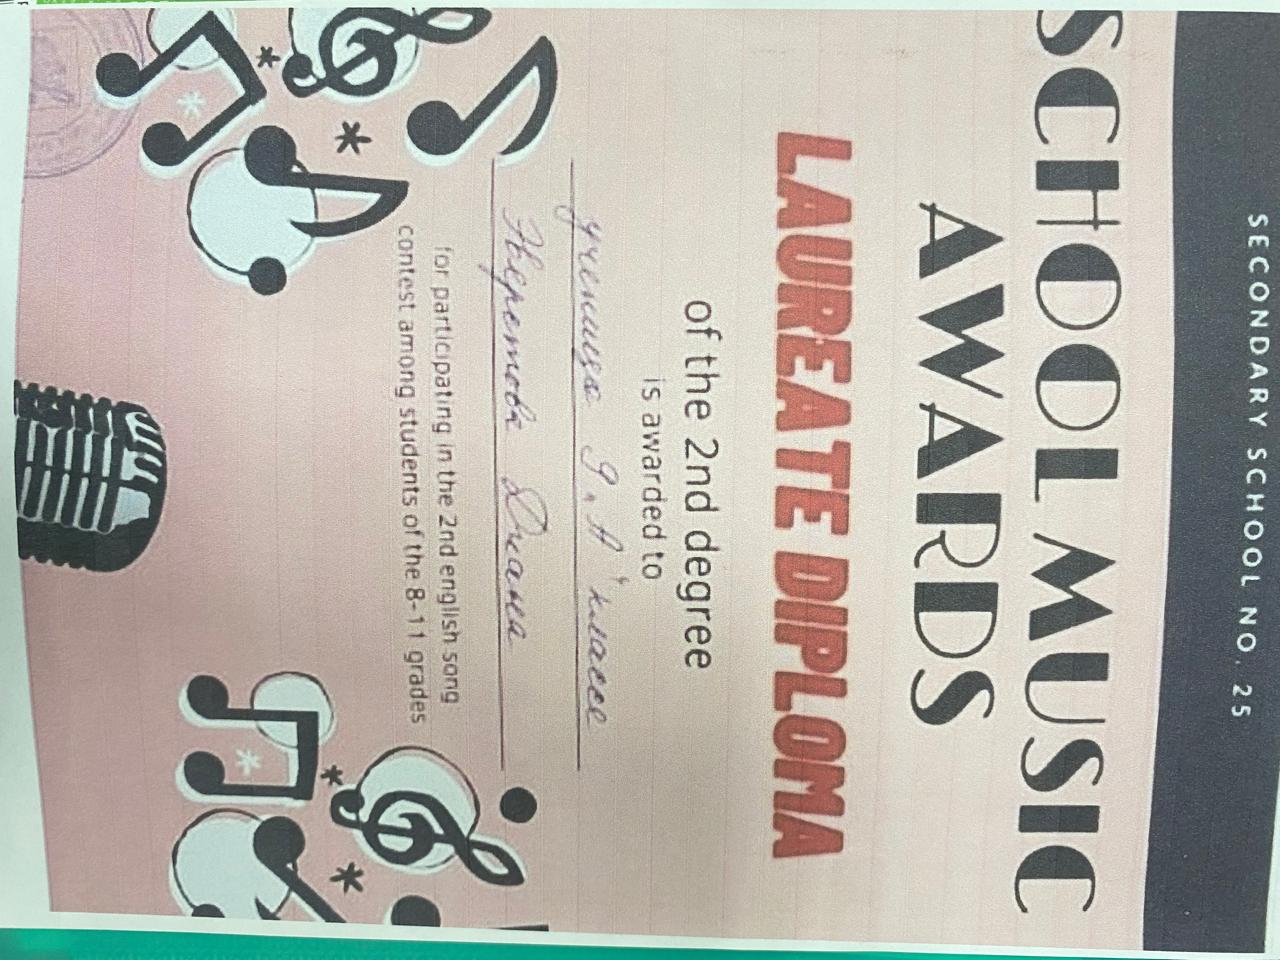 SECONDARY SCHOOL NO. 25
SCHOOL MUSIC
AWARDS
LAUREATE DIPLOMA
of the 2nd degree
is awarded to
ученица 9 "А" класса
Диана
for participating in the 2nd english song
contest among students of the 8-11 grades